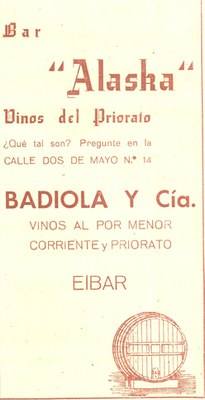 Bar
"Alaska"
Vinos del Priorato
¿Qué tal son? Pregunte en la
CALLE DOS DE MAYO N.º 14
BADIOLA Y Cía.
VINOS AL POR MENOR
CORRIENTE y PRIORATO
EIBAR